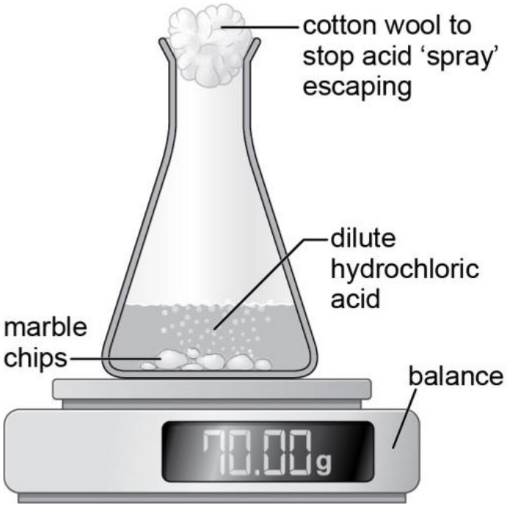 cotton wool to
stop acid ‘spray’
escaping
dilute
hydrochloric
acid
marble
chips
balance
70.00g